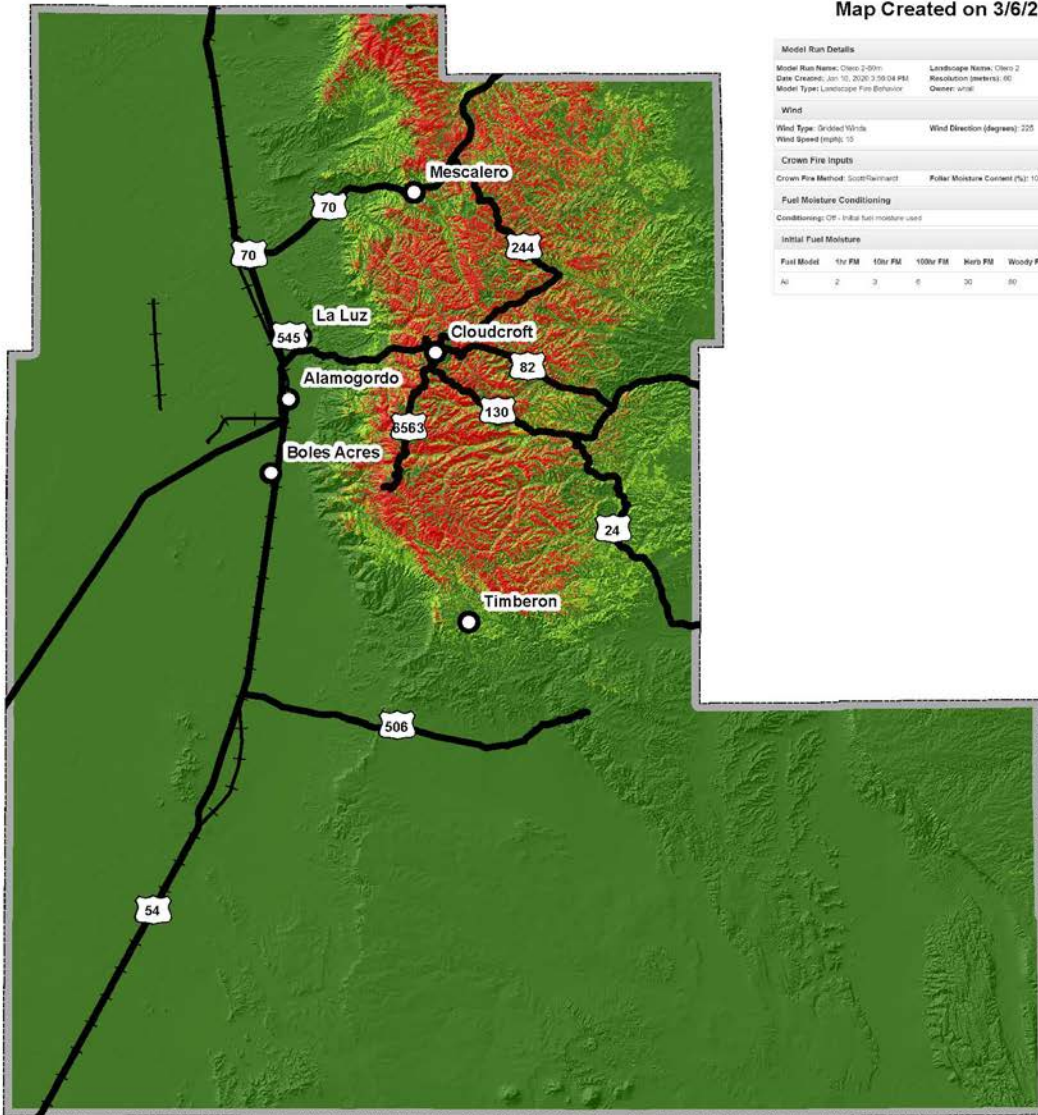 Map Created on 3/6/2
Model Run Details
Model Run Name: Otero 2-60m Landscape Name: Otero 2
Date Created: Jan 10, 2020 3:56:04 PM Resolution (meters): 60
Model Type: Landscape Fire Behavior Owner:
Wind
Wind Type: Gridded Winds Wind Direction (degrees): 225
Wind Speed (mph): 15
Crown Fire Inputs
Crown Fire Method: Scott/Reinhardt Foliar Moisture Content (%): 10
Fuel Moisture Conditioning
Conditioning: Off - Initial fuel moisture used
Initial Fuel Moisture
Fuel Model 1hr FM 10hr FM 100hr FM Herb FM Woody F
All 2 3 6 30 60
Mescalero
70
244
70
La Luz
545
Cloudcroft
82
Alamogordo
130
6563
Boles Acres
24
Timberon
506
54